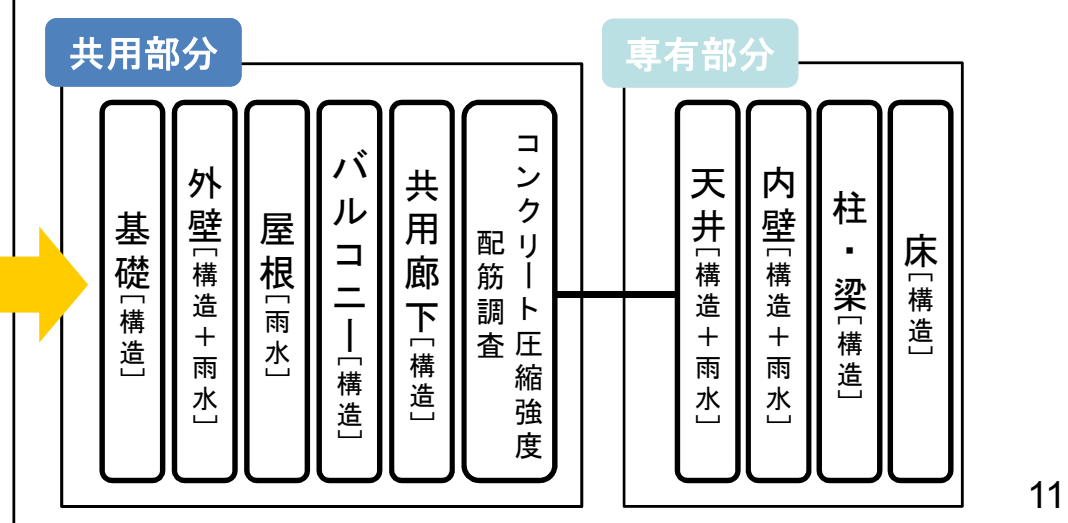 共用部分
基礎[構造]
外壁[構造+雨水]
屋根[雨水]
バルコニー[構造]
共用廊下[構造]
コンクリート圧縮強度
配筋調査
専有部分
天井[構造+雨水]
内壁[構造+雨水]
柱・梁[構造]
床[構造]
11